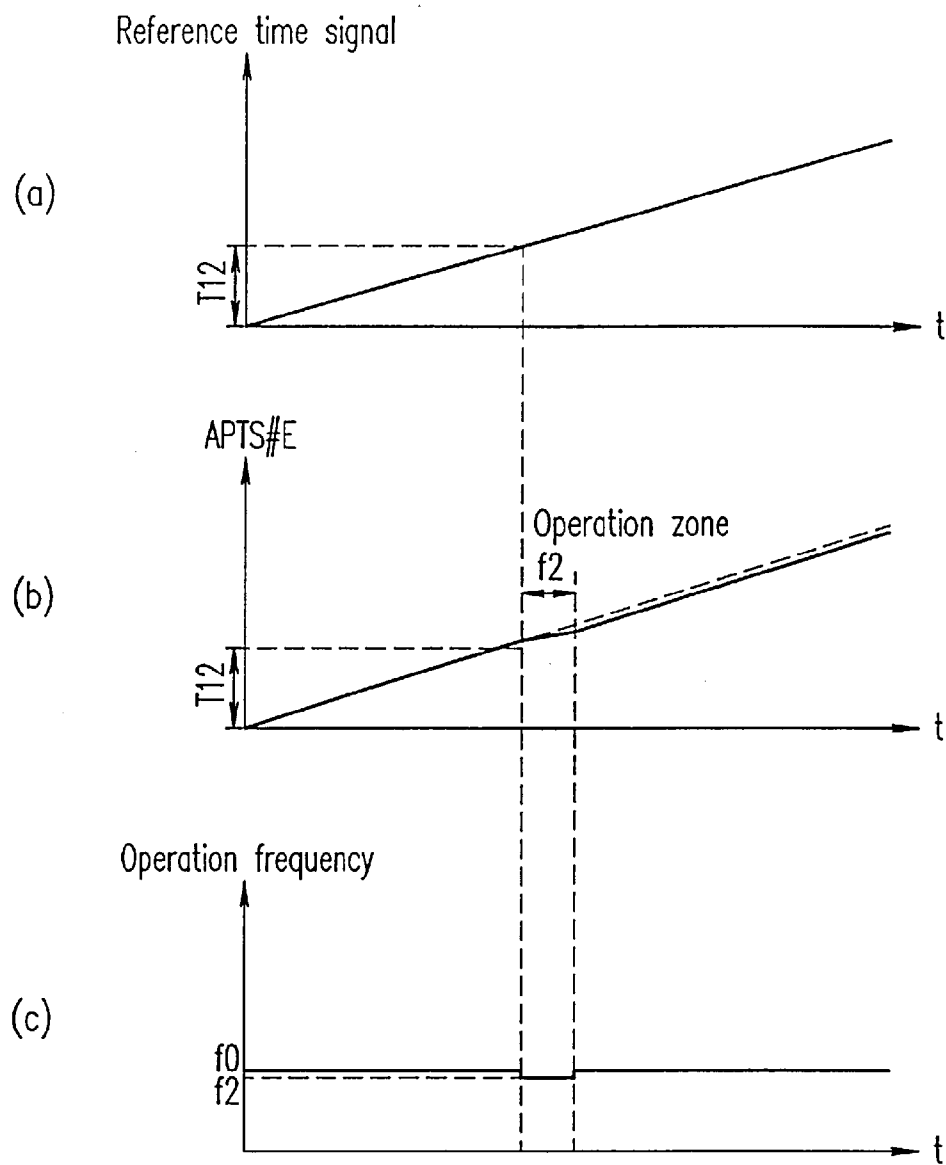 Reference time signal
(a)
T12
t
APTS#E
Operation zone
f2
(b)
T12
t
Operation frequency
(c)
f0
f2
t